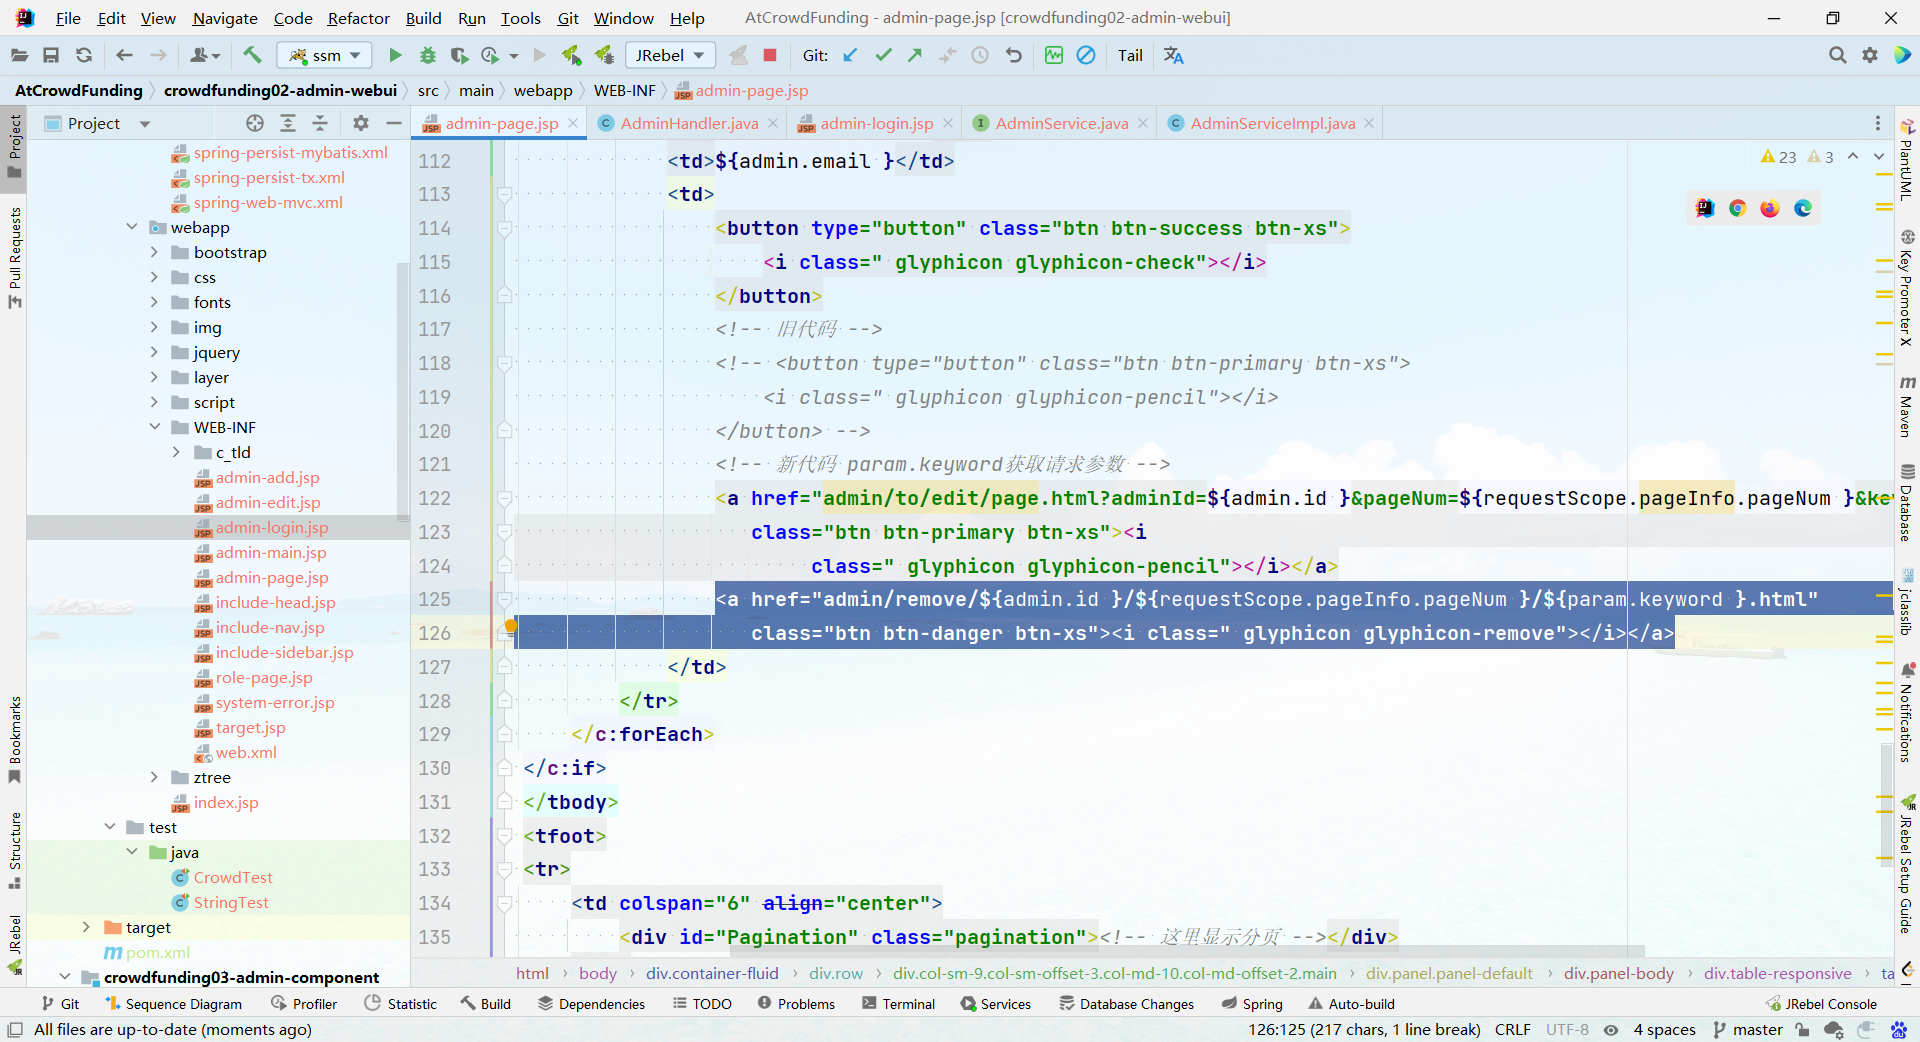 File Edit View Navigate Code Refactor Build Run Tools Git Window Help AtCrowdFunding - admin-page.jsp [crowdfunding02-admin-webui]
ssm JRebel Git: Tail
AtCrowdFunding crowdfunding02-admin-webui src main webapp WEB-INF admin-page.jsp
Project
admin-page.jsp AdminHandler.java admin-login.jsp AdminService.java AdminServiceImpl.java
Project
Pull Requests
Bookmarks
Structure
JRebel
spring-persist-mybatis.xml
spring-persist-tx.xml
spring-web-mvc.xml
webapp
bootstrap
css
fonts
img
jquery
layer
script
WEB-INF
c_tld
admin-add.jsp
admin-edit.jsp
admin-login.jsp
admin-main.jsp
admin-page.jsp
include-head.jsp
include-nav.jsp
include-sidebar.jsp
role-page.jsp
system-error.jsp
target.jsp
web.xml
ztree
index.jsp
test
java
CrowdTest
StringTest
target
pom.xml
crowdfunding03-admin-component
23 3
112 <td>${admin.email }</td>
113 <td>
114 <button type="button" class="btn btn-success btn-xs">
115 <i class=" glyphicon glyphicon-check"></i>
116 </button>
117 <!-- 旧代码 -->
118 <!-- <button type="button" class="btn btn-primary btn-xs">
119 <i class=" glyphicon glyphicon-pencil"></i>
120 </button> -->
121 <!-- 新代码 param.keyword获取请求参数 -->
122 <a href="admin/to/edit/page.html?adminId=${admin.id }&pageNum=${requestScope.pageInfo.pageNum }&ke
123 class="btn btn-primary btn-xs"><i
124 class=" glyphicon glyphicon-pencil"></i></a>
125 <a href="admin/remove/${admin.id }/${requestScope.pageInfo.pageNum }/${param.keyword }.html"
126 class="btn btn-danger btn-xs"><i class=" glyphicon glyphicon-remove"></i></a>
127 </td>
128 </tr>
129 </c:forEach>
130 </c:if>
131 </tbody>
132 <tfoot>
133 <tr>
134 <td colspan="6" align="center">
135 <div id="Pagination" class="pagination"><!-- 这里显示分页 --></div>
PlantUML
Key Promoter X
Maven
Database
jclasslib
Notifications
JRebel Setup Guide
html body div.container-fluid div.row div.col-sm-9.col-sm-offset-3.col-md-10.col-md-offset-2.main div.panel.panel-default div.panel-body div.table-responsive ta
Git Sequence Diagram Profiler Statistic Build Dependencies TODO Problems Terminal Services Database Changes Spring Auto-build JRebel Console
All files are up-to-date (moments ago) 126:125 (217 chars, 1 line break) CRLF UTF-8 4 spaces master